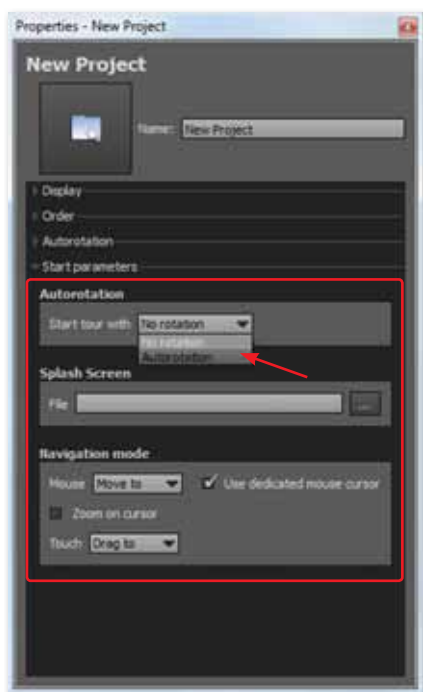 Properties - New Project
New Project
Name: New Project
Display
Order
Autorotation
Start parameters
Autorotation
Start tour with No rotation
No rotation
Autorotation
Splash Screen
File ...
Navigation mode
Mouse Move to Use dedicated mouse cursor
Zoom on cursor
Touch Drag to